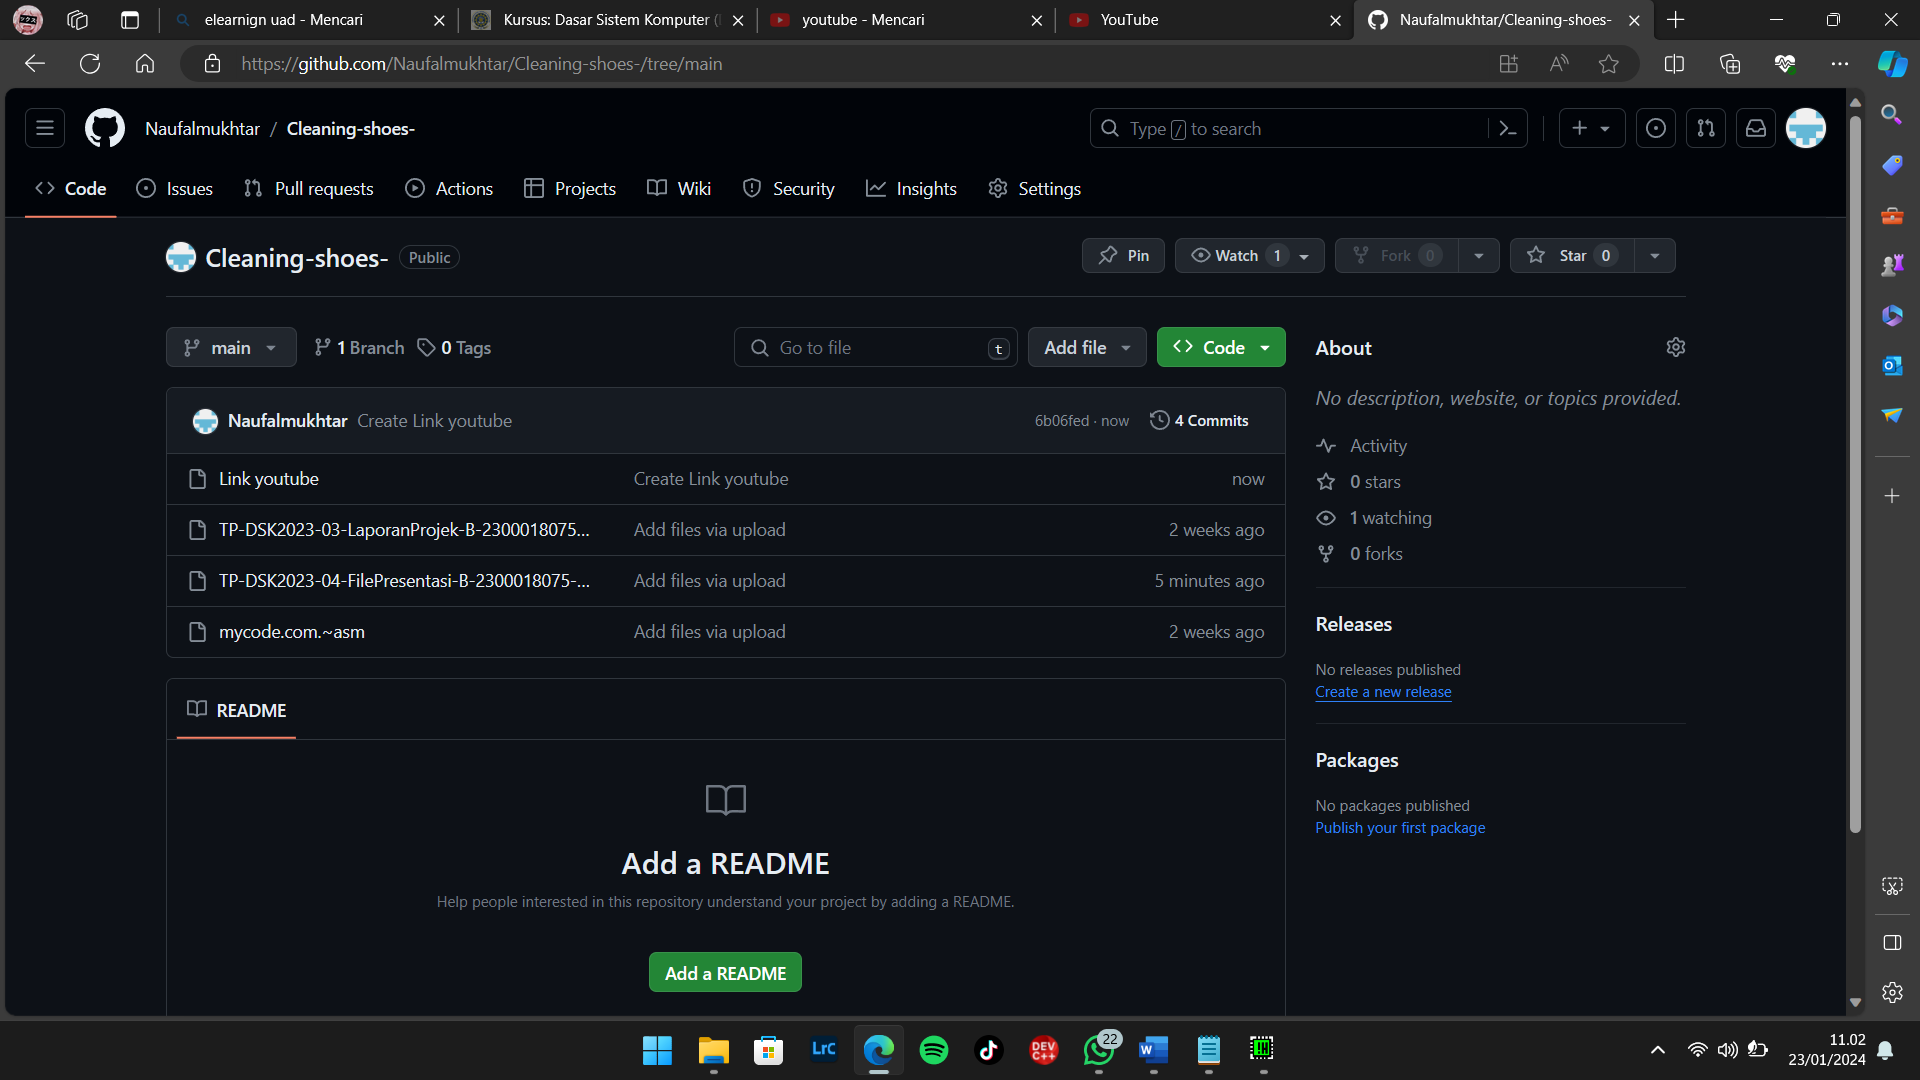 elearnign uad - Mencari
Kursus: Dasar Sistem Komputer (
youtube - Mencari
YouTube
Naufalmukhtar/Cleaning-shoes-
https://github.com/Naufalmukhtar/Cleaning-shoes-/tree/main
Naufalmukhtar / Cleaning-shoes-
Type / to search
Code
Issues
Pull requests
Actions
Projects
Wiki
Security
Insights
Settings
Cleaning-shoes- Public
Pin
Watch 1
Fork 0
Star 0
main
1 Branch
0 Tags
Go to file t
Add file
Code
Naufalmukhtar Create Link youtube 6b06fed · now 4 Commits
Link youtube Create Link youtube now
TP-DSK2023-03-LaporanProjek-B-2300018075... Add files via upload 2 weeks ago
TP-DSK2023-04-FilePresentasi-B-2300018075-... Add files via upload 5 minutes ago
mycode.com.~asm Add files via upload 2 weeks ago
README
Add a README
Help people interested in this repository understand your project by adding a README.
Add a README
About
No description, website, or topics provided.
Activity
0 stars
1 watching
0 forks
Releases
No releases published
Create a new release
Packages
No packages published
Publish your first package
LrC
DEV
C++
22
W
11.02
23/01/2024